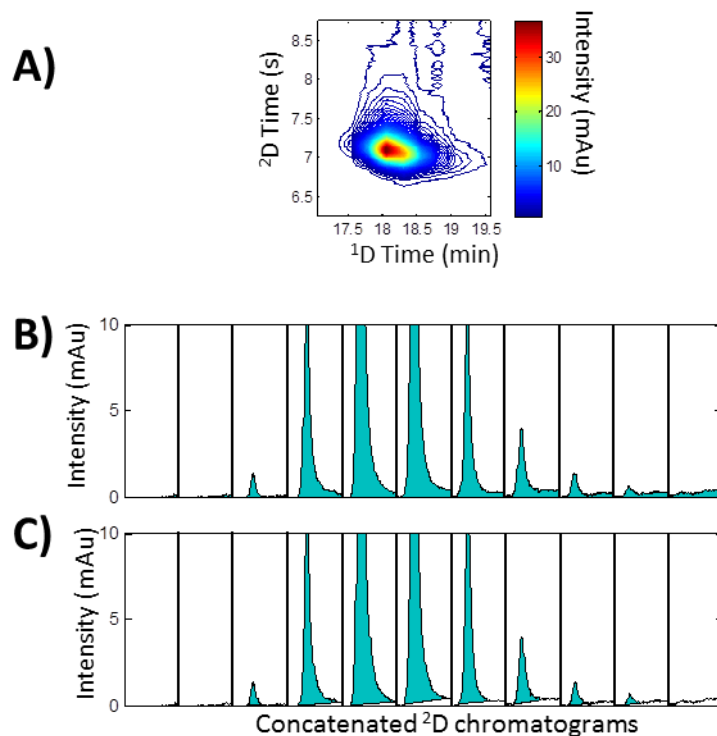 A)
²D Time (s)
8.5
8
7.5
7
6.5
17.5 18 18.5 19 19.5
¹D Time (min)
30
20
10
Intensity (mAu)
B)
Intensity (mAu)
10
5
0
C)
Intensity (mAu)
10
5
0
Concatenated ²D chromatograms